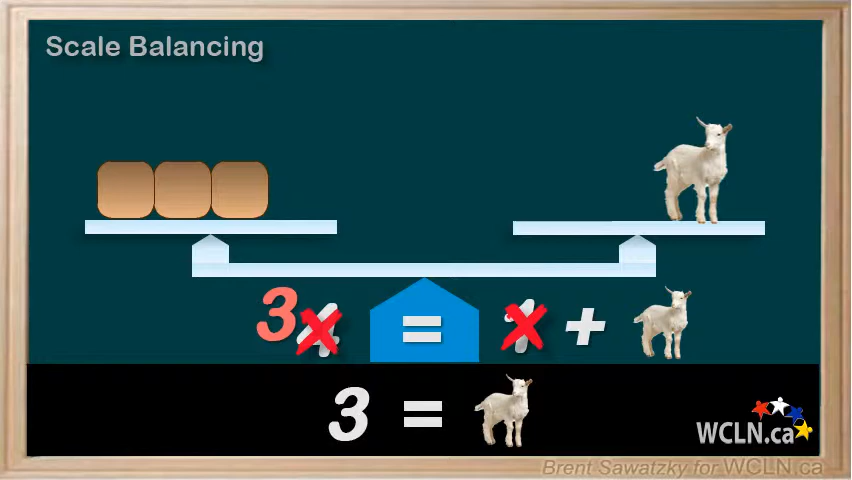 Scale Balancing
3 4 = 1 +
3 =
WCLN.ca
Brent Sawatzky for WCLN.ca